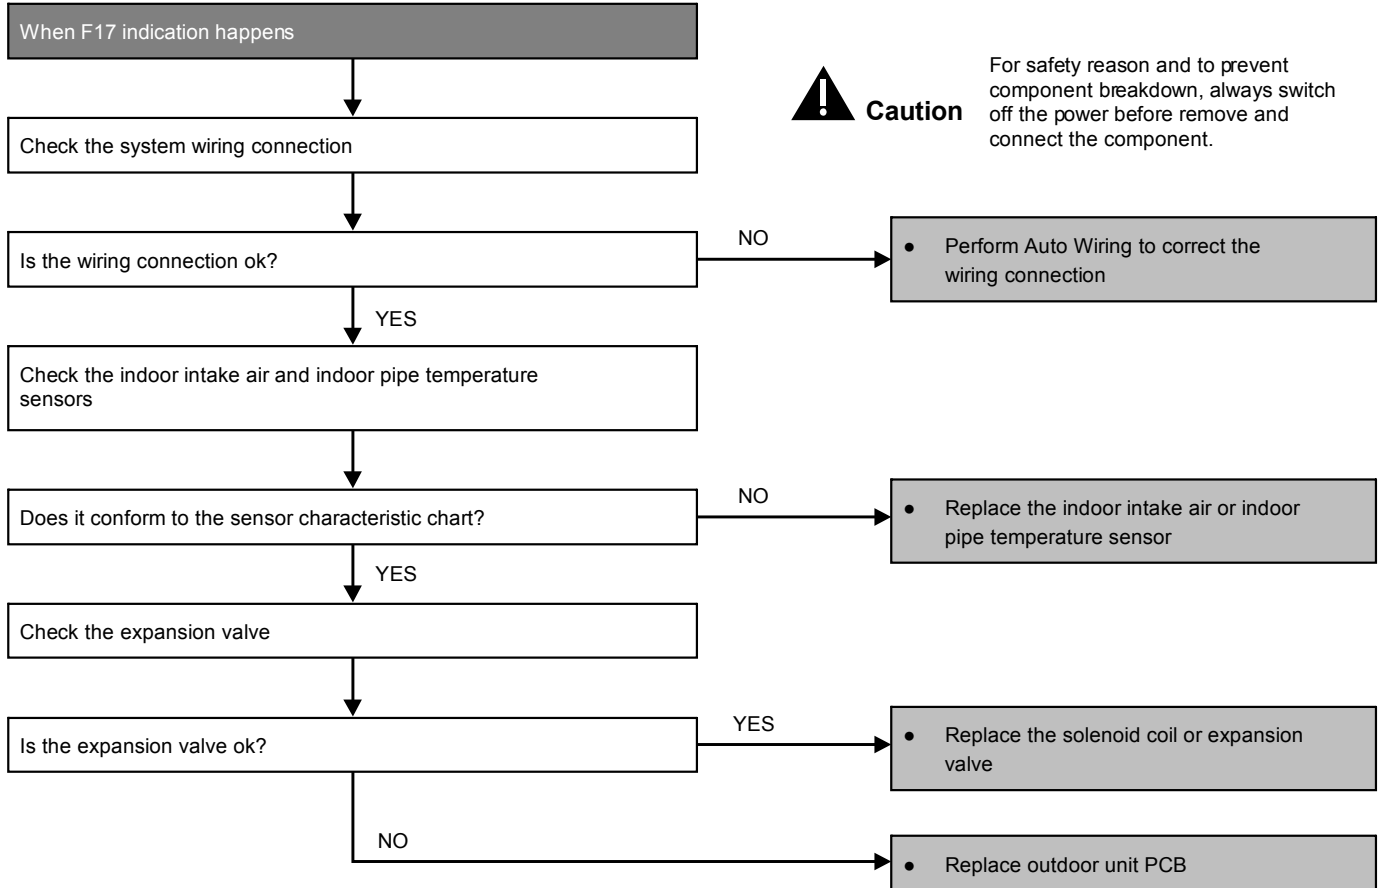 When F17 indication happens
Caution
For safety reason and to prevent
component breakdown, always switch
off the power before remove and
connect the component.
Check the system wiring connection
Is the wiring connection ok?
NO
● Perform Auto Wiring to correct the
wiring connection
YES
Check the indoor intake air and indoor pipe temperature
sensors
Does it conform to the sensor characteristic chart?
NO
● Replace the indoor intake air or indoor
pipe temperature sensor
YES
Check the expansion valve
Is the expansion valve ok?
YES
● Replace the solenoid coil or expansion
valve
NO
● Replace outdoor unit PCB